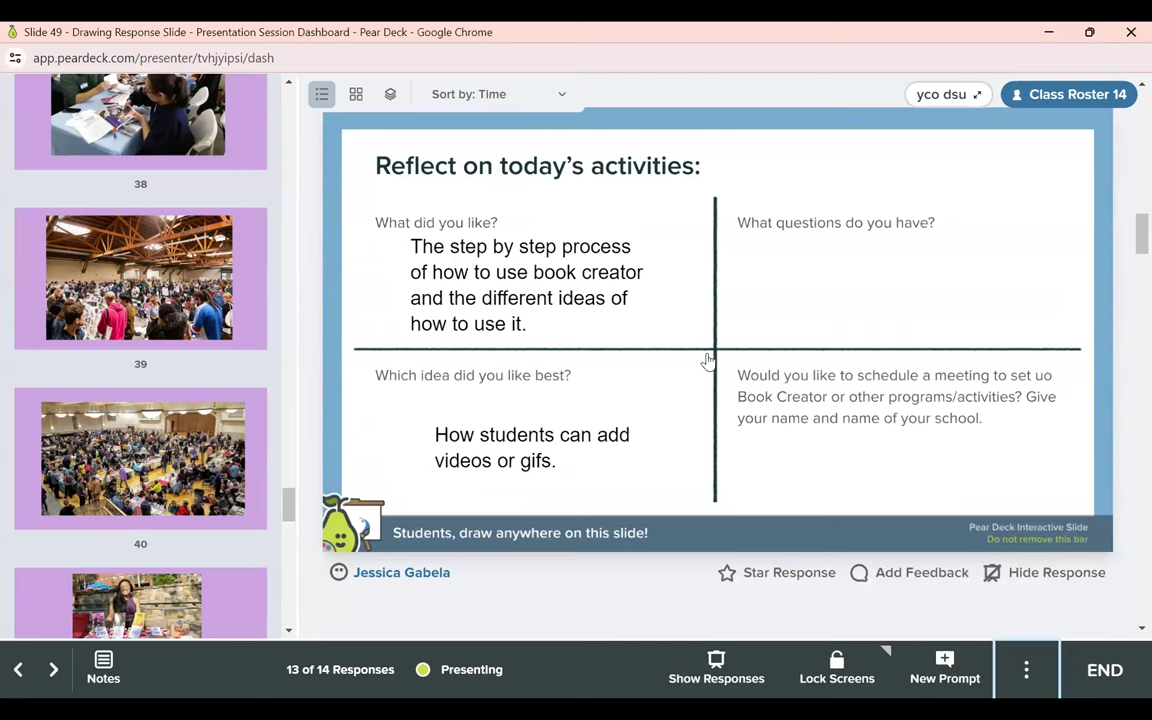 Slide 49 - Drawing Response Slide - Presentation Session Dashboard - Pear Deck - Google Chrome
app.peardeck.com/presenter/tvhjyipsi/dash
Sort by: Time
yco dsu
Class Roster 14
38
39
40
Reflect on today's activities:
What did you like?
The step by step process
of how to use book creator
and the different ideas of
how to use it.
What questions do you have?
Which idea did you like best?
How students can add
videos or gifs.
Would you like to schedule a meeting to set uo
Book Creator or other programs/activities? Give
your name and name of your school.
Students, draw anywhere on this slide!
Pear Deck Interactive Slide
Do not remove this bar
Jessica Gabela
Star Response
Add Feedback
Hide Response
Notes
13 of 14 Responses
Presenting
Show Responses
Lock Screens
New Prompt
END